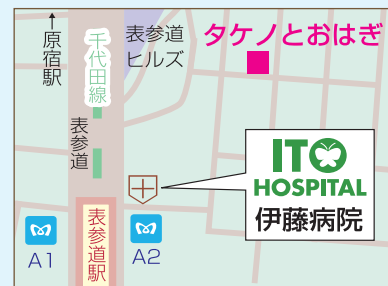 ↑
原宿駅
千代田線
表参道
ヒルズ
タケノとおはぎ
表参道
ITO
HOSPITAL
伊藤病院
表参道駅
A1
A2